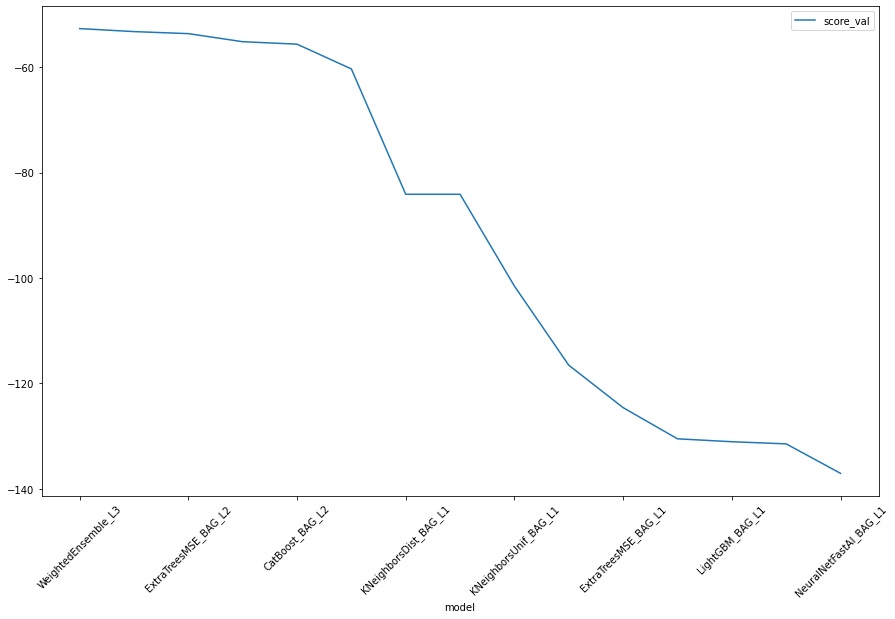 score_val
−60
−80
−100
−120
−140
WeightedEnsemble_L3
ExtraTreesMSE_BAG_L2
CatBoost_BAG_L2
KNeighborsDist_BAG_L1
KNeighborsUnif_BAG_L1
ExtraTreesMSE_BAG_L1
LightGBM_BAG_L1
NeuralNetFastAI_BAG_L1
model